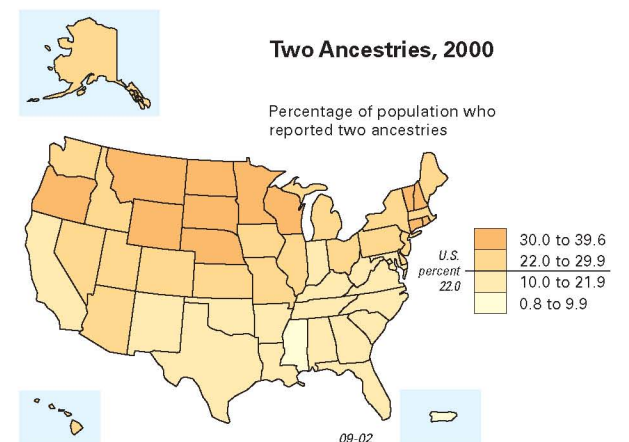 Two Ancestries, 2000
Percentage of population who
reported two ancestries
U.S.
percent
22.0
30.0 to 39.6
22.0 to 29.9
10.0 to 21.9
0.8 to 9.9
09-02